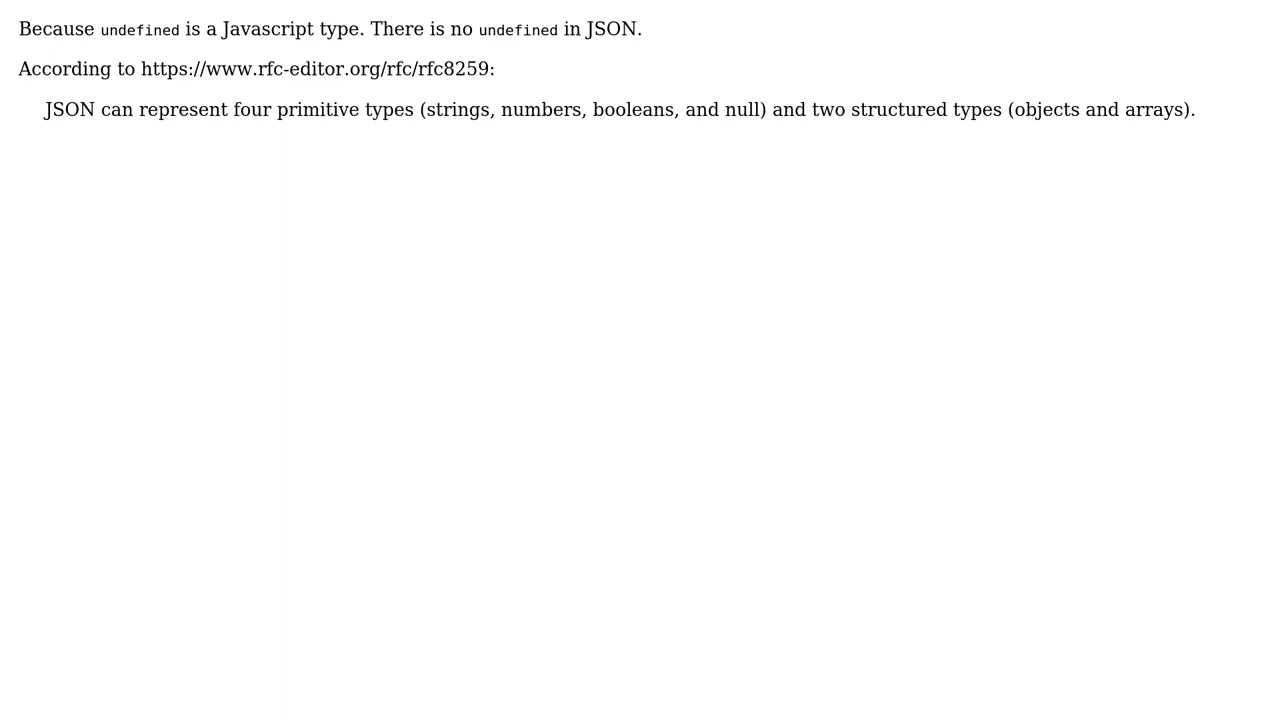 Because undefined is a Javascript type. There is no undefined in JSON.
According to https://www.rfc-editor.org/rfc/rfc8259:
JSON can represent four primitive types (strings, numbers, booleans, and null) and two structured types (objects and arrays).